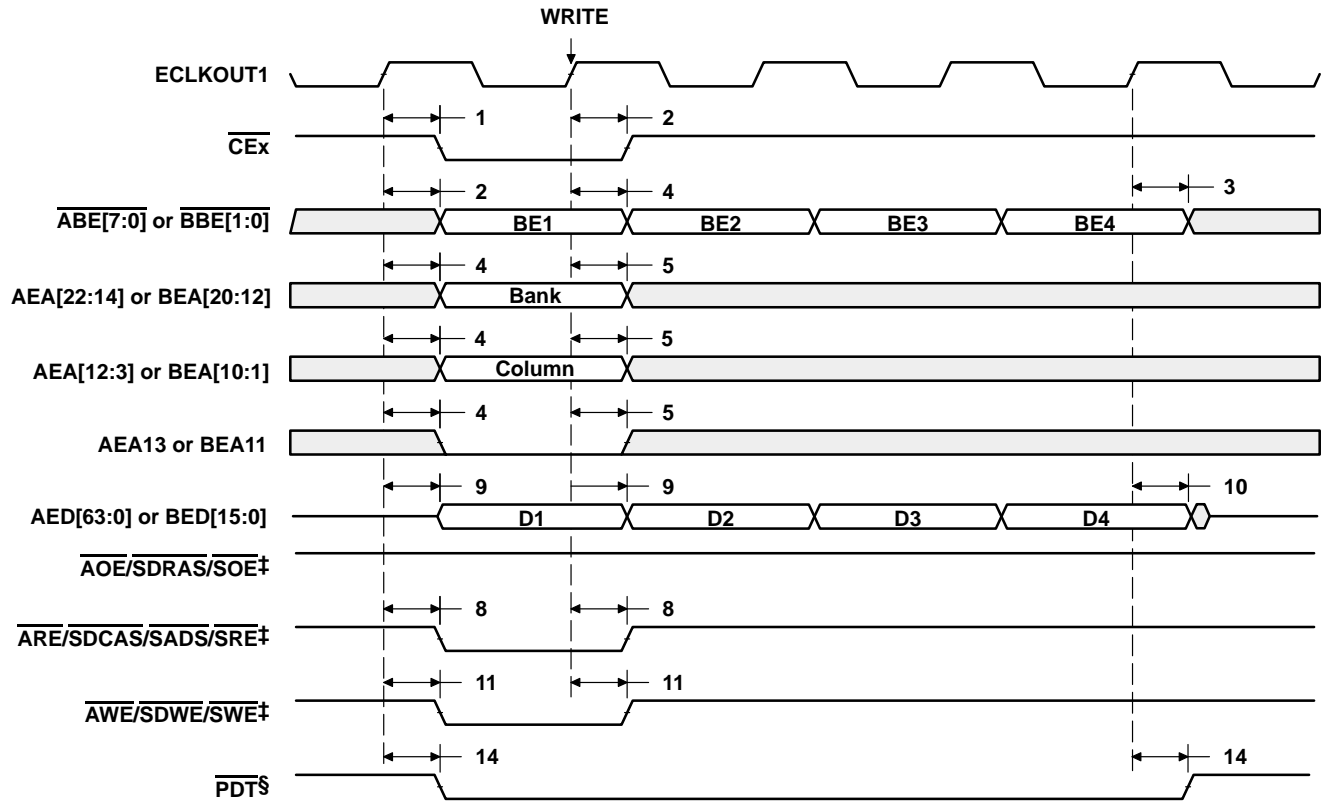 WRITE
ECLKOUT1
1 2
CEx
2 4 3
ABE[7:0] or BBE[1:0] BE1 BE2 BE3 BE4
4 5
AEA[22:14] or BEA[20:12] Bank
4 5
AEA[12:3] or BEA[10:1] Column
4 5
AEA13 or BEA11
9 9 10
AED[63:0] or BED[15:0] D1 D2 D3 D4
AOE/SDRAS/SOE‡
8 8
ARE/SDCAS/SADS/SRE‡
11 11
AWE/SDWE/SWE‡
14 14
PDT§